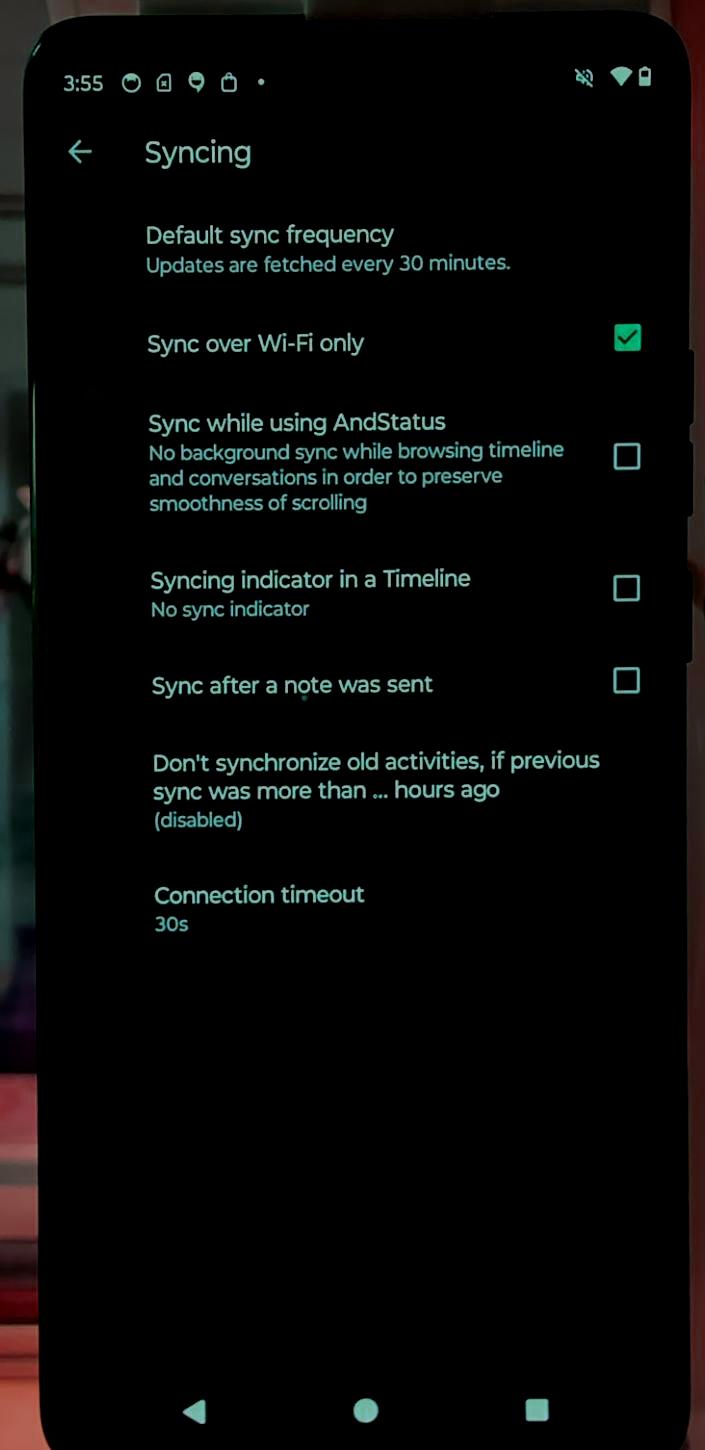 3:55
Syncing
Default sync frequency
Updates are fetched every 30 minutes.
Sync over Wi-Fi only
Sync while using AndStatus
No background sync while browsing timeline
and conversations in order to preserve
smoothness of scrolling
Syncing indicator in a Timeline
No sync indicator
Sync after a note was sent
Don't synchronize old activities, if previous
sync was more than ... hours ago
(disabled)
Connection timeout
30s